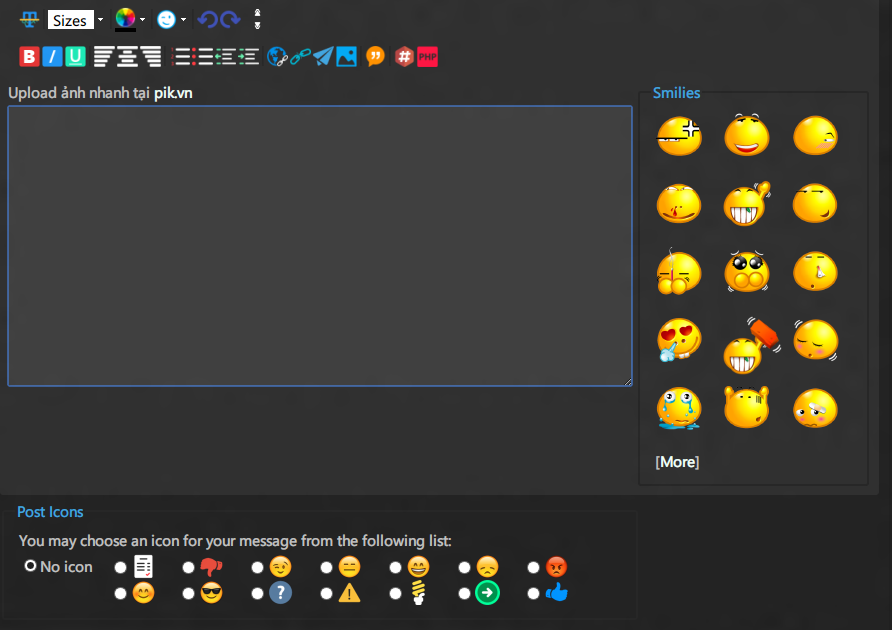 Sizes
B I U
# PHP
Upload ảnh nhanh tại pik.vn
Smilies
[More]
Post Icons
You may choose an icon for your message from the following list:
No icon
?